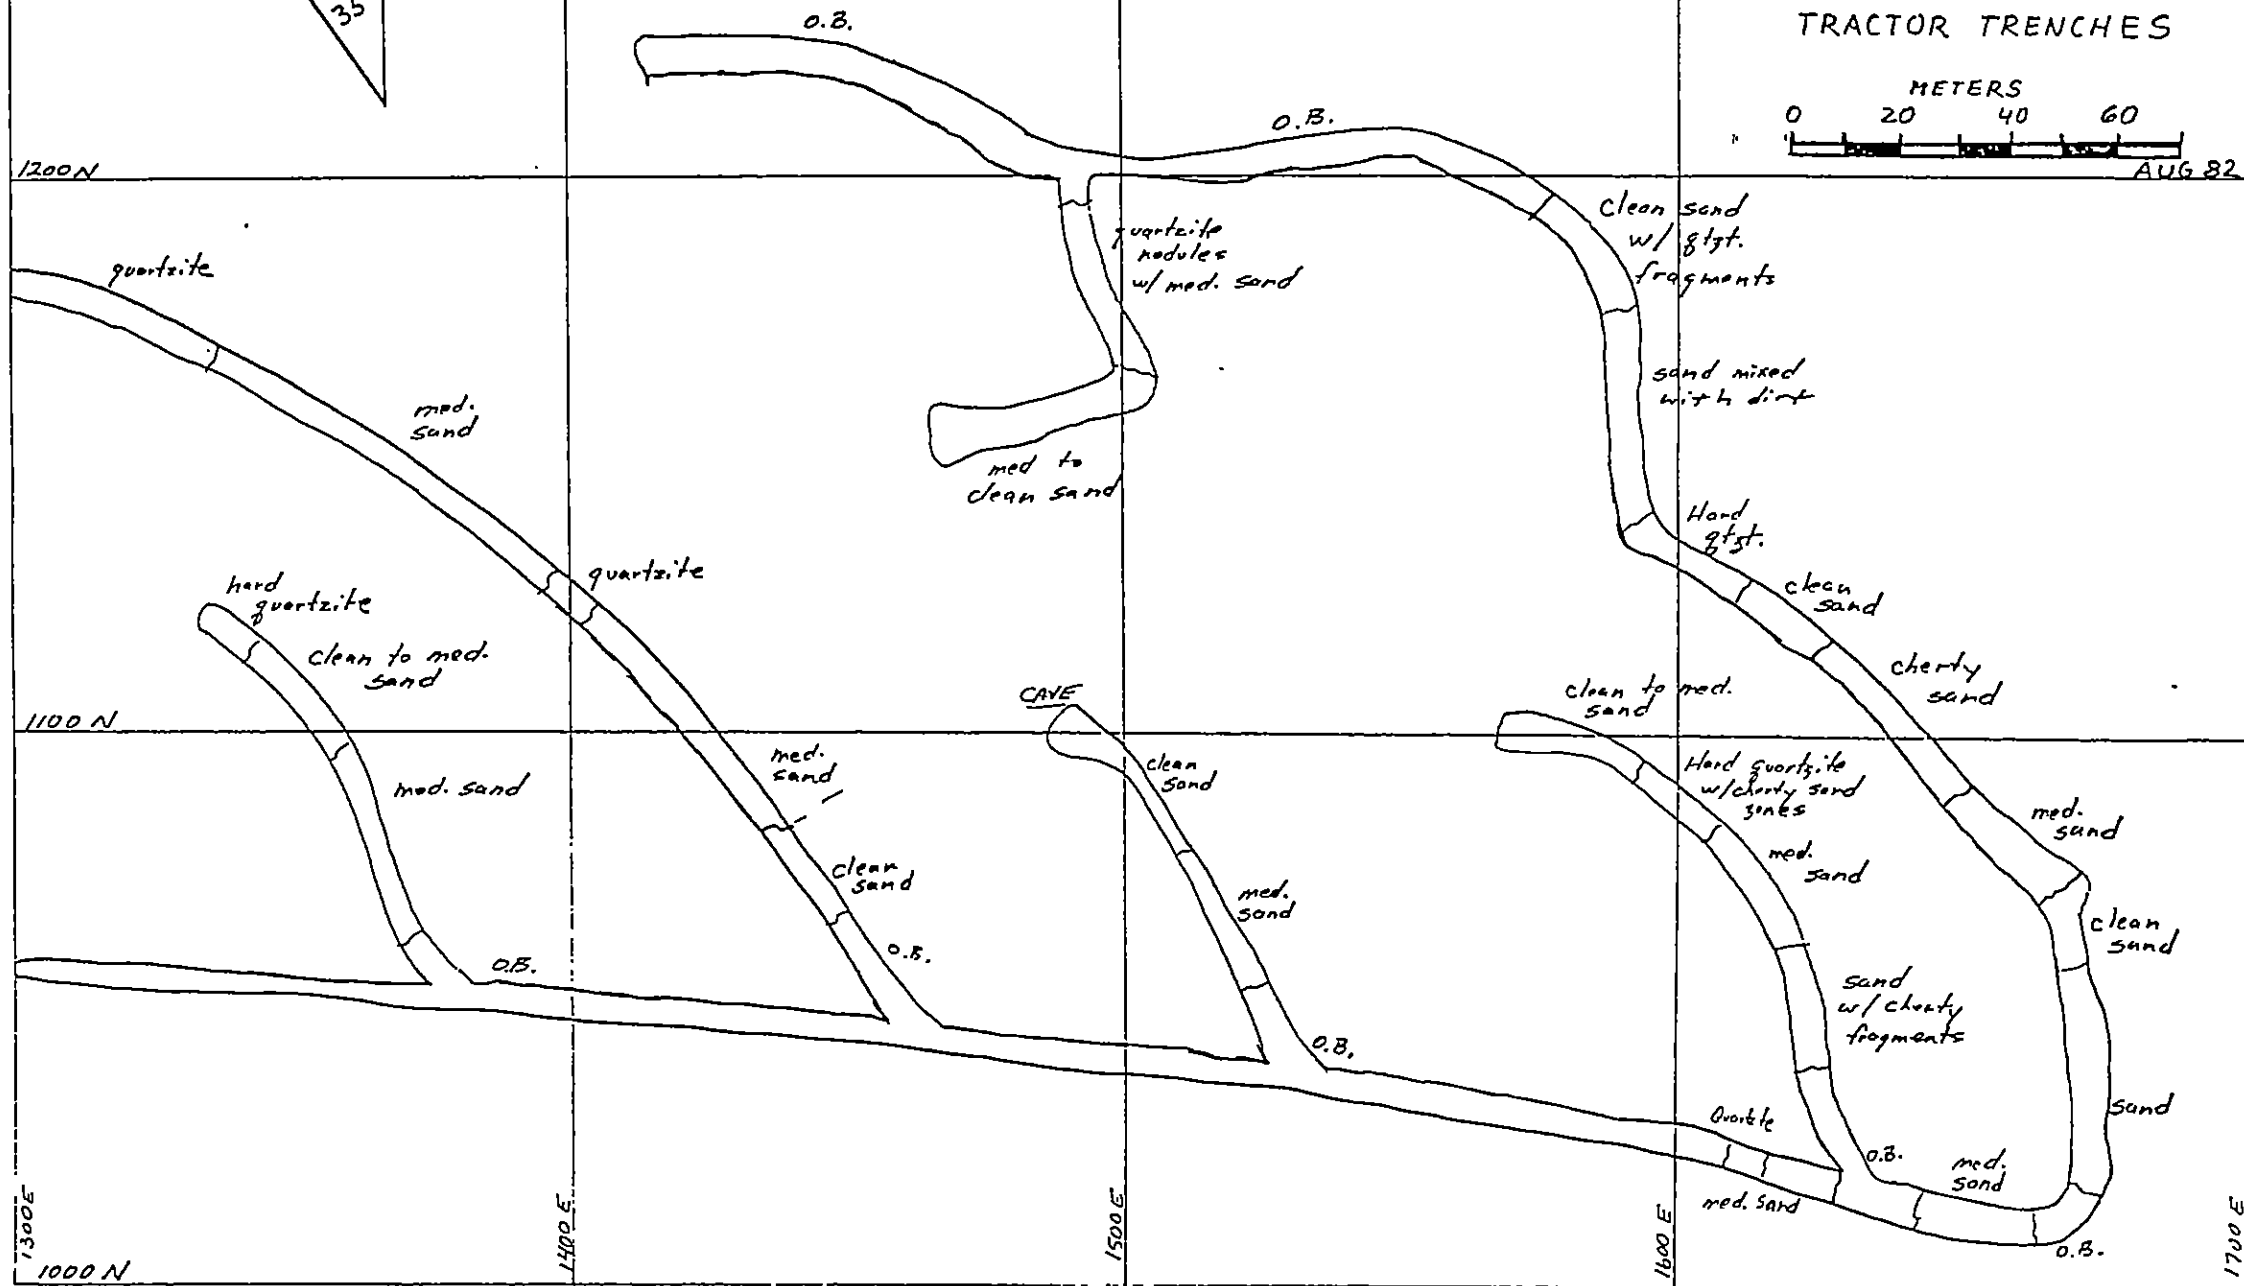 35
O.B.
TRACTOR TRENCHES
METERS
0 20 40 60
AUG 82
O.B.
1200 N
Clean sand
w/ qtzt.
fragments
quartzite
nodules
w/ med. sand
quartzite
sand mixed
with dirt
med.
sand
med to
clean sand
Hard
qtzt.
quartzite
hard
quartzite
clean
sand
clean to med.
sand
cherty
sand
CAVE
clean to med.
sand
1100 N
med.
sand
clean
sand
Hard quartzite
w/cherty sand
zones
med. sand
med.
sand
med.
sand
clean
sand
med.
sand
clean
sand
O.B.
O.B.
sand
w/ cherty
fragments
O.B.
sand
Quartzite
O.B.
med.
sand
med. sand
O.B.
1300 E
1400 E
1500 E
1600 E
1700 E
1000 N